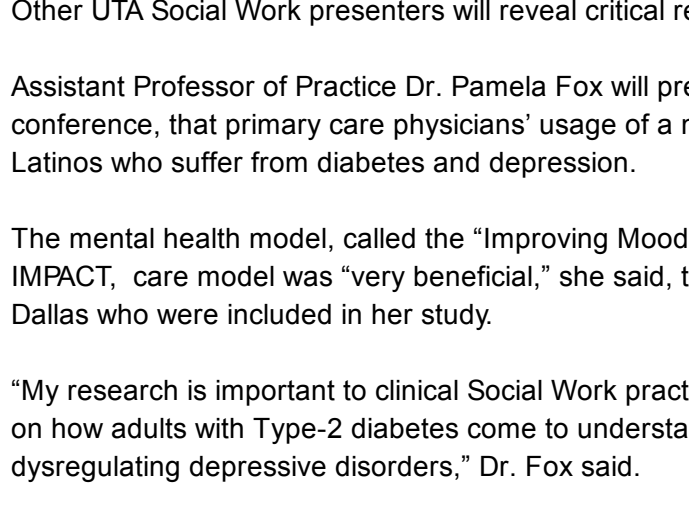 Other UTA Social Work presenters will reveal critical
Assistant Professor of Practice Dr. Pamela Fox will
conference, that primary care physicians’ usage of a
Latinos who suffer from diabetes and depression.
The mental health model, called the “Improving Mood
IMPACT,  care model was “very beneficial,” she said,
Dallas who were included in her study.
“My research is important to clinical Social Work
on how adults with Type-2 diabetes come to
dysregulating depressive disorders,” Dr. Fox said.